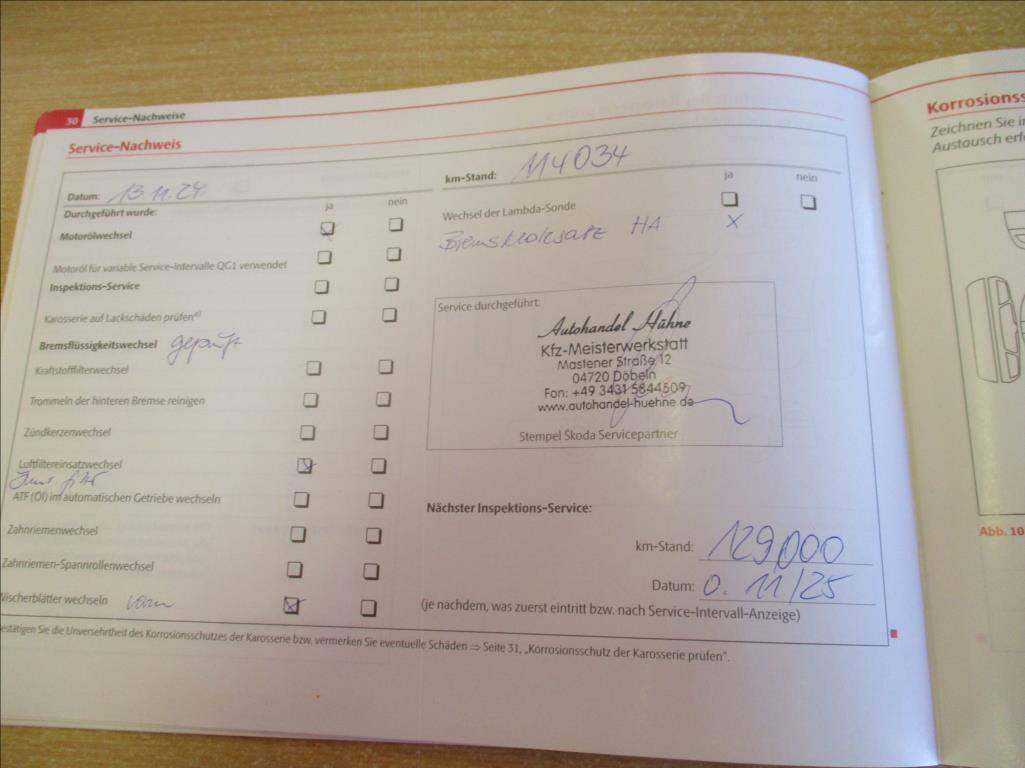 30 Service-Nachweise
Service-Nachweis
Datum: 13.11.24
km-Stand: 114034
Durchgeführt wurde: ja nein
Motorölwechsel
Motoröl für variable Service-Intervalle QG1 verwendet
Inspektions-Service
Karosserie auf Lackschäden prüfen
Bremsflüssigkeitswechsel geprüft
Kraftstofffilterwechsel
Trommeln der hinteren Bremse reinigen
Zündkerzenwechsel
Luftfiltereinsatzwechsel
ATF (Öl) im automatischen Getriebe wechseln
Zahnriemenwechsel
Zahnriemen-Spannrollenwechsel
Wischerblätter wechseln vorn
ja nein
Wechsel der Lambda-Sonde
HA X
Service durchgeführt:
Autohandel Hühne
Kfz-Meisterwerkstatt
Mastener Straße 12
04720 Döbeln
Fon: +49 3431 5844509
www.autohandel-huehne.de
Stempel Škoda Servicepartner
Nächster Inspektions-Service:
km-Stand: 129,000
Datum: 0. 11/25
(je nachdem, was zuerst eintritt bzw. nach Service-Intervall-Anzeige)
estätigen Sie die Unversehrtheit des Korrosionsschutzes der Karosserie bzw. vermerken Sie eventuelle Schäden ⇒ Seite 31, „Korrosionsschutz der Karosserie prüfen".
Korrosionss
Zeichnen Sie i
Austausch erf
Abb. 10